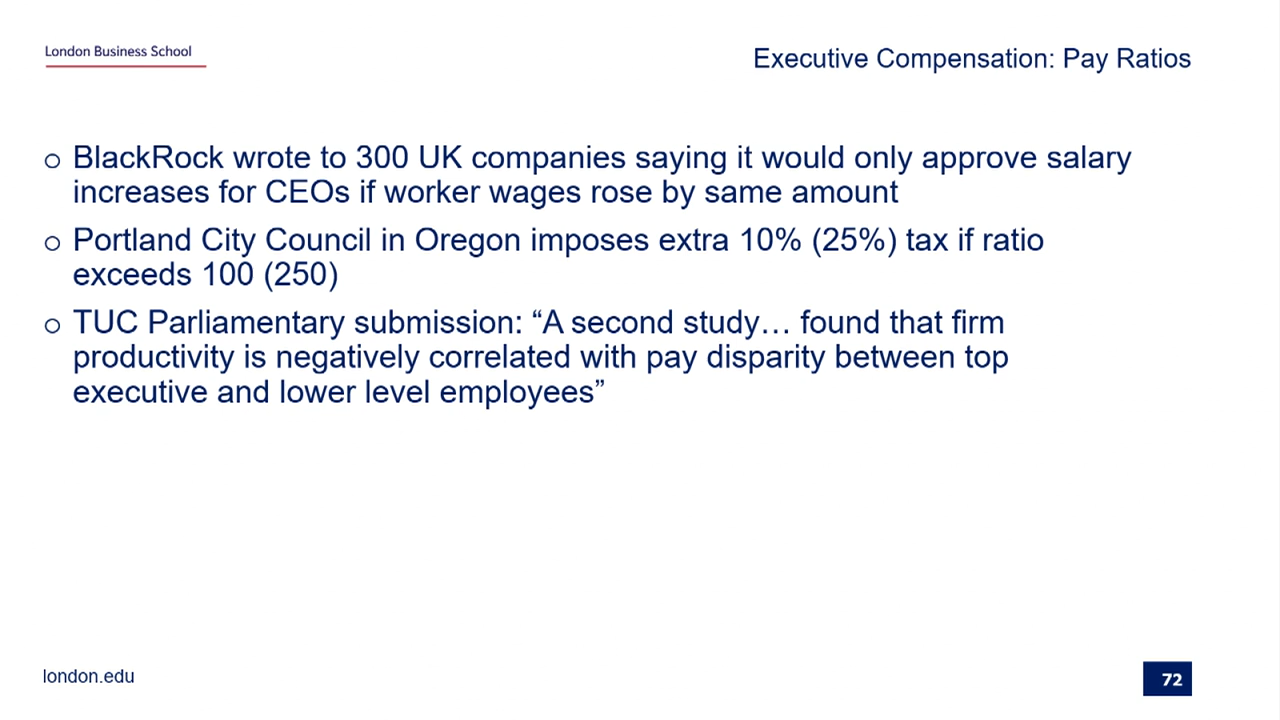 London Business School
Executive Compensation: Pay Ratios
o BlackRock wrote to 300 UK companies saying it would only approve salary
increases for CEOs if worker wages rose by same amount
o Portland City Council in Oregon imposes extra 10% (25%) tax if ratio
exceeds 100 (250)
o TUC Parliamentary submission: “A second study… found that firm
productivity is negatively correlated with pay disparity between top
executive and lower level employees”
london.edu
72